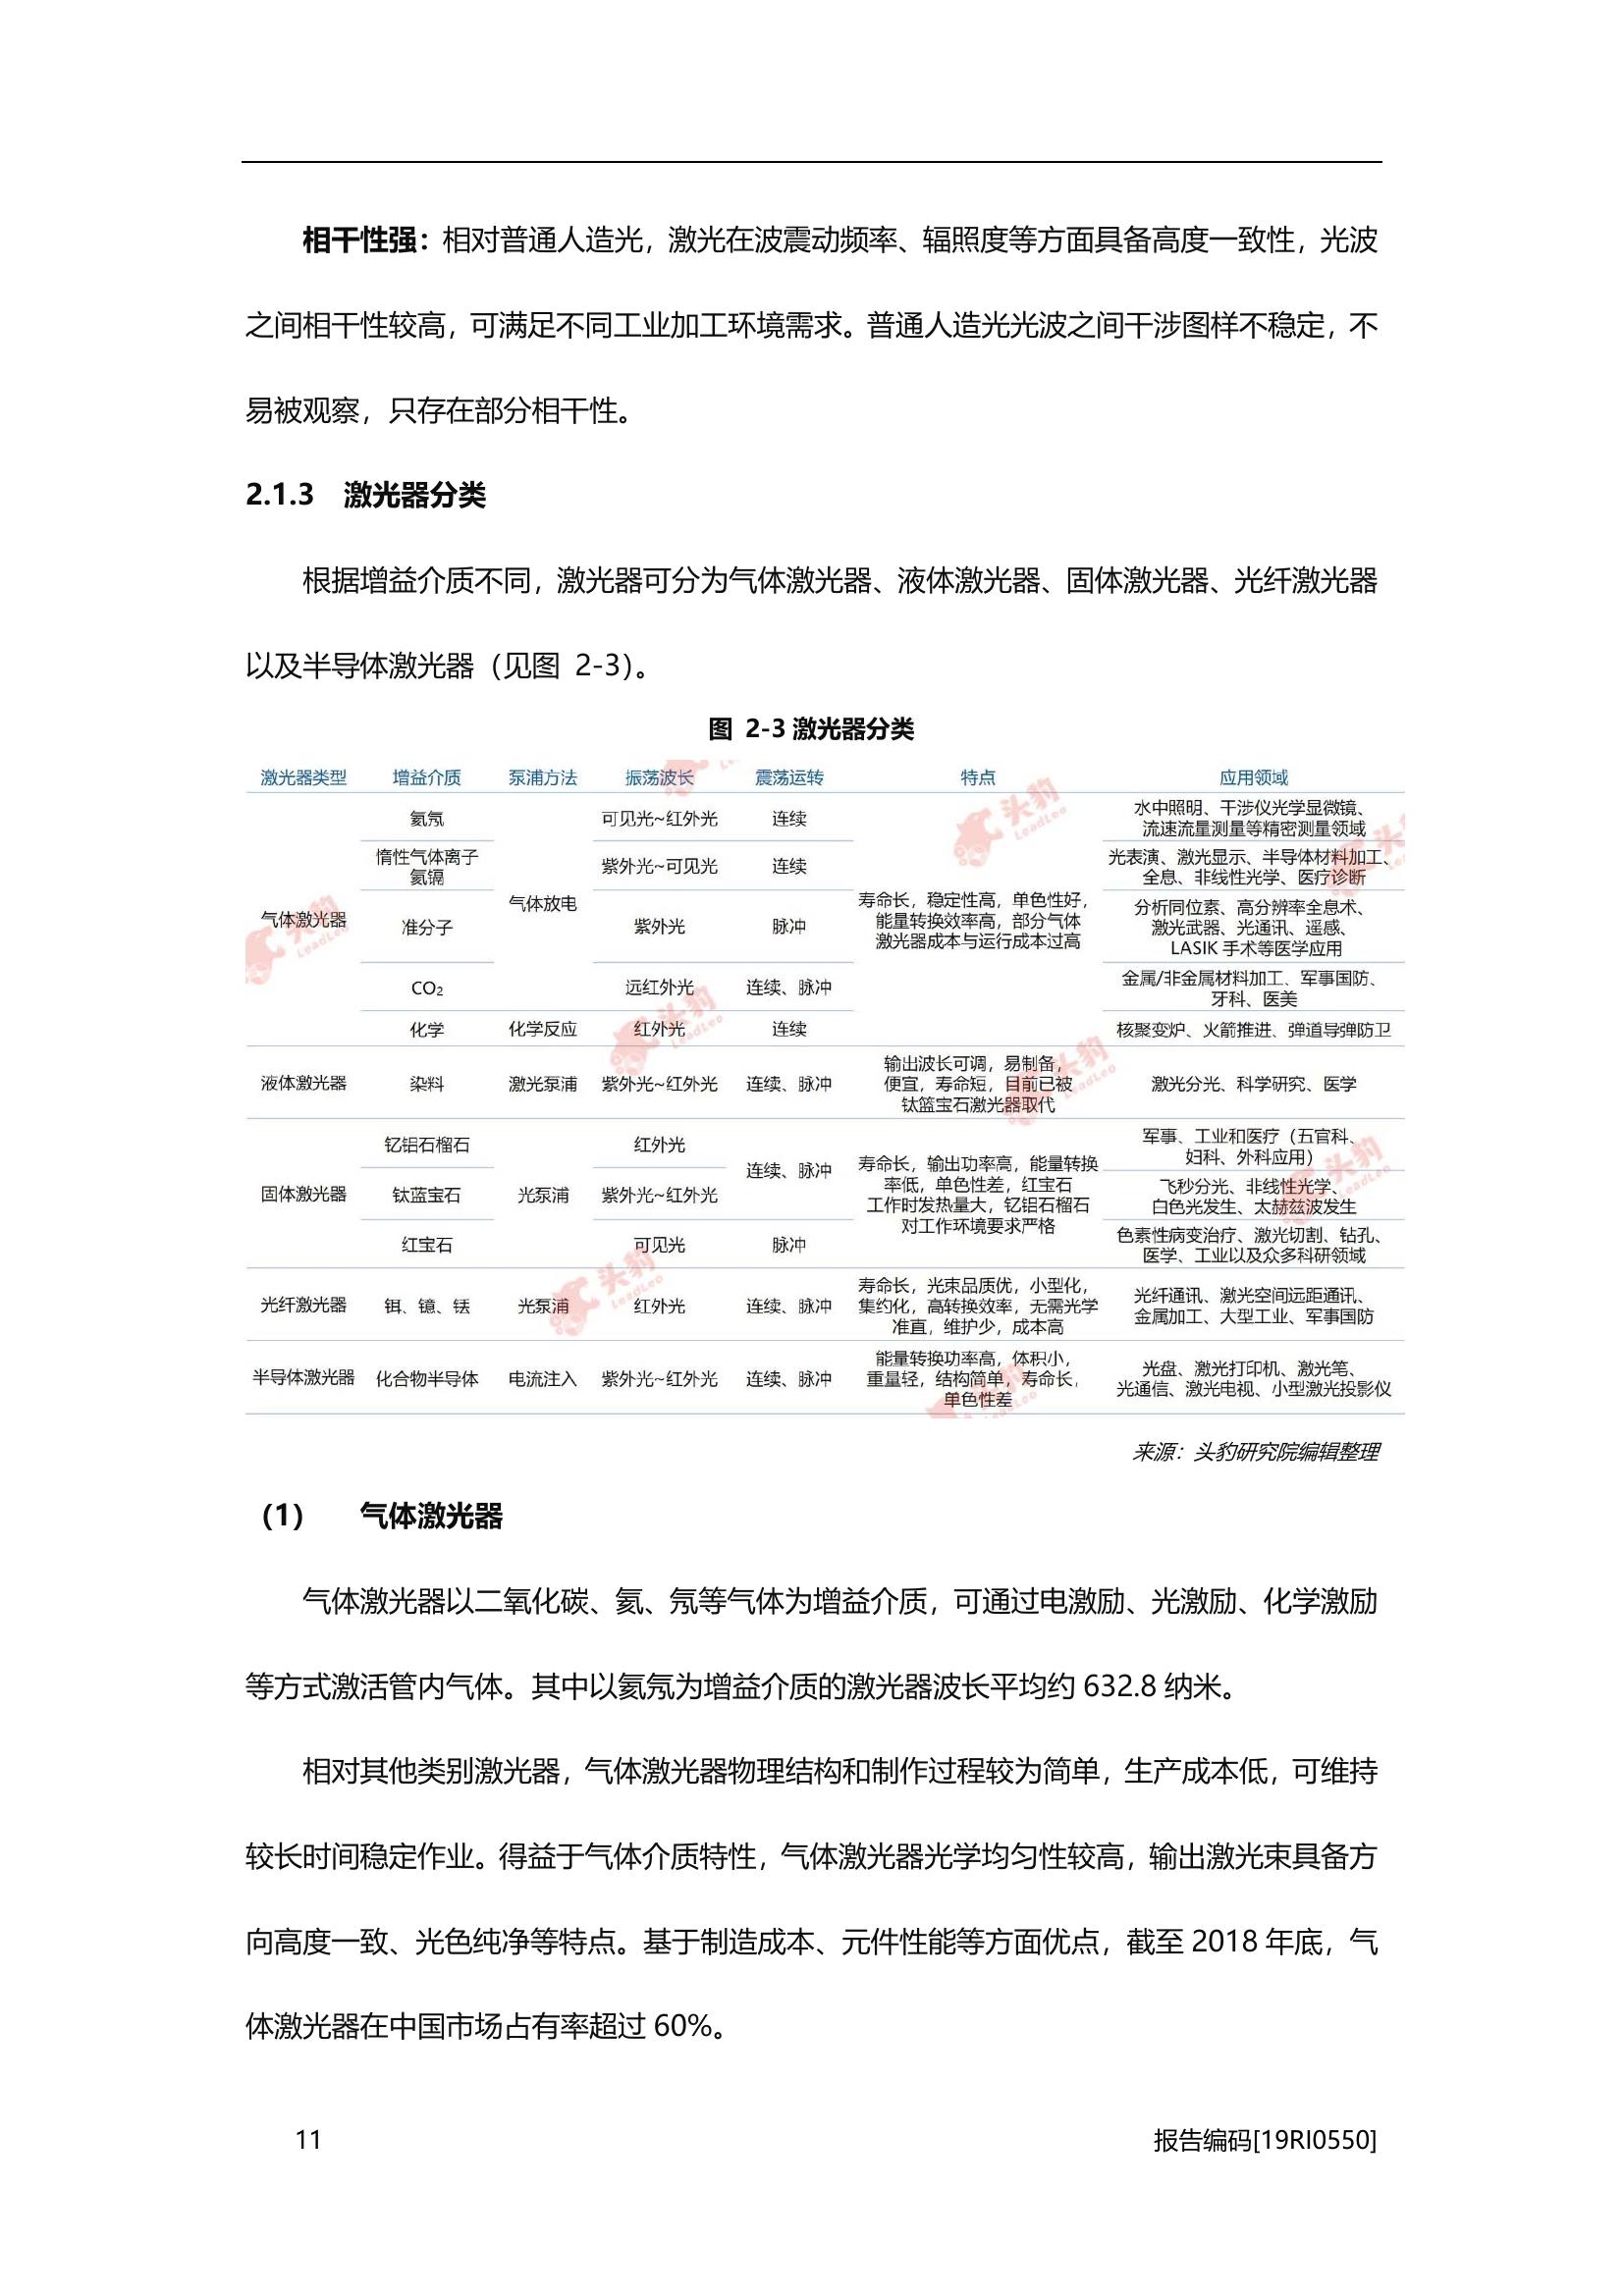 相干性强：相对普通人造光，激光在波震动频率、辐照度等方面具备高度一致性，光波
之间相干性较高，可满足不同工业加工环境需求。普通人造光光波之间干涉图样不稳定，不
易被观察，只存在部分相干性。
2.1.3 激光器分类
根据增益介质不同，激光器可分为气体激光器、液体激光器、固体激光器、光纤激光器
以及半导体激光器（见图 2-3）。
图 2-3 激光器分类
激光器类型 增益介质 泵浦方法 振荡波长 震荡运转 特点 应用领域
气体激光器
氦氖
气体放电
可见光~红外光
连续
寿命长，稳定性高，单色性好，
能量转换效率高，部分气体
激光器成本与运行成本过高
水中照明、干涉仪光学显微镜、
流速流量测量等精密测量领域
惰性气体离子
氦镉
紫外光~可见光
连续
光表演、激光显示、半导体材料加工、
全息、非线性光学、医疗诊断
准分子
紫外光
脉冲
分析同位素、高分辨率全息术、
激光武器、光通讯、遥感、
LASIK 手术等医学应用
CO₂
远红外光
连续、脉冲
金属/非金属材料加工、军事国防、
牙科、医美
化学
化学反应
红外光
连续
核聚变炉、火箭推进、弹道导弹防卫
液体激光器
染料
激光泵浦
紫外光~红外光
连续、脉冲
输出波长可调，易制备，
便宜，寿命短，目前已被
钛篮宝石激光器取代
激光分光、科学研究、医学
固体激光器
钇铝石榴石
光泵浦
红外光
连续、脉冲
寿命长，输出功率高，能量转换
率低，单色性差，红宝石
工作时发热量大，钇铝石榴石
对工作环境要求严格
军事、工业和医疗（五官科、
妇科、外科应用）
钛蓝宝石
紫外光~红外光
飞秒分光、非线性光学、
白色光发生、太赫兹波发生
红宝石
可见光
脉冲
色素性病变治疗、激光切割、钻孔、
医学、工业以及众多科研领域
光纤激光器
铒、镱、铥
光泵浦
红外光
连续、脉冲
寿命长，光束品质优，小型化，
集约化，高转换效率，无需光学
准直，维护少，成本高
光纤通讯、激光空间远距通讯、
金属加工、大型工业、军事国防
半导体激光器
化合物半导体
电流注入
紫外光~红外光
连续、脉冲
能量转换功率高，体积小，
重量轻，结构简单，寿命长，
单色性差
光盘、激光打印机、激光笔、
光通信、激光电视、小型激光投影仪
头豹
LeadLeo
头豹
LeadLeo
头豹
LeadLeo
头豹
LeadLeo
头豹
LeadLeo
头豹
LeadLeo
来源：头豹研究院编辑整理
（1） 气体激光器
气体激光器以二氧化碳、氦、氖等气体为增益介质，可通过电激励、光激励、化学激励
等方式激活管内气体。其中以氦氖为增益介质的激光器波长平均约 632.8 纳米。
相对其他类别激光器，气体激光器物理结构和制作过程较为简单，生产成本低，可维持
较长时间稳定作业。得益于气体介质特性，气体激光器光学均匀性较高，输出激光束具备方
向高度一致、光色纯净等特点。基于制造成本、元件性能等方面优点，截至 2018 年底，气
体激光器在中国市场占有率超过 60%。
11 报告编码[19RI0550]